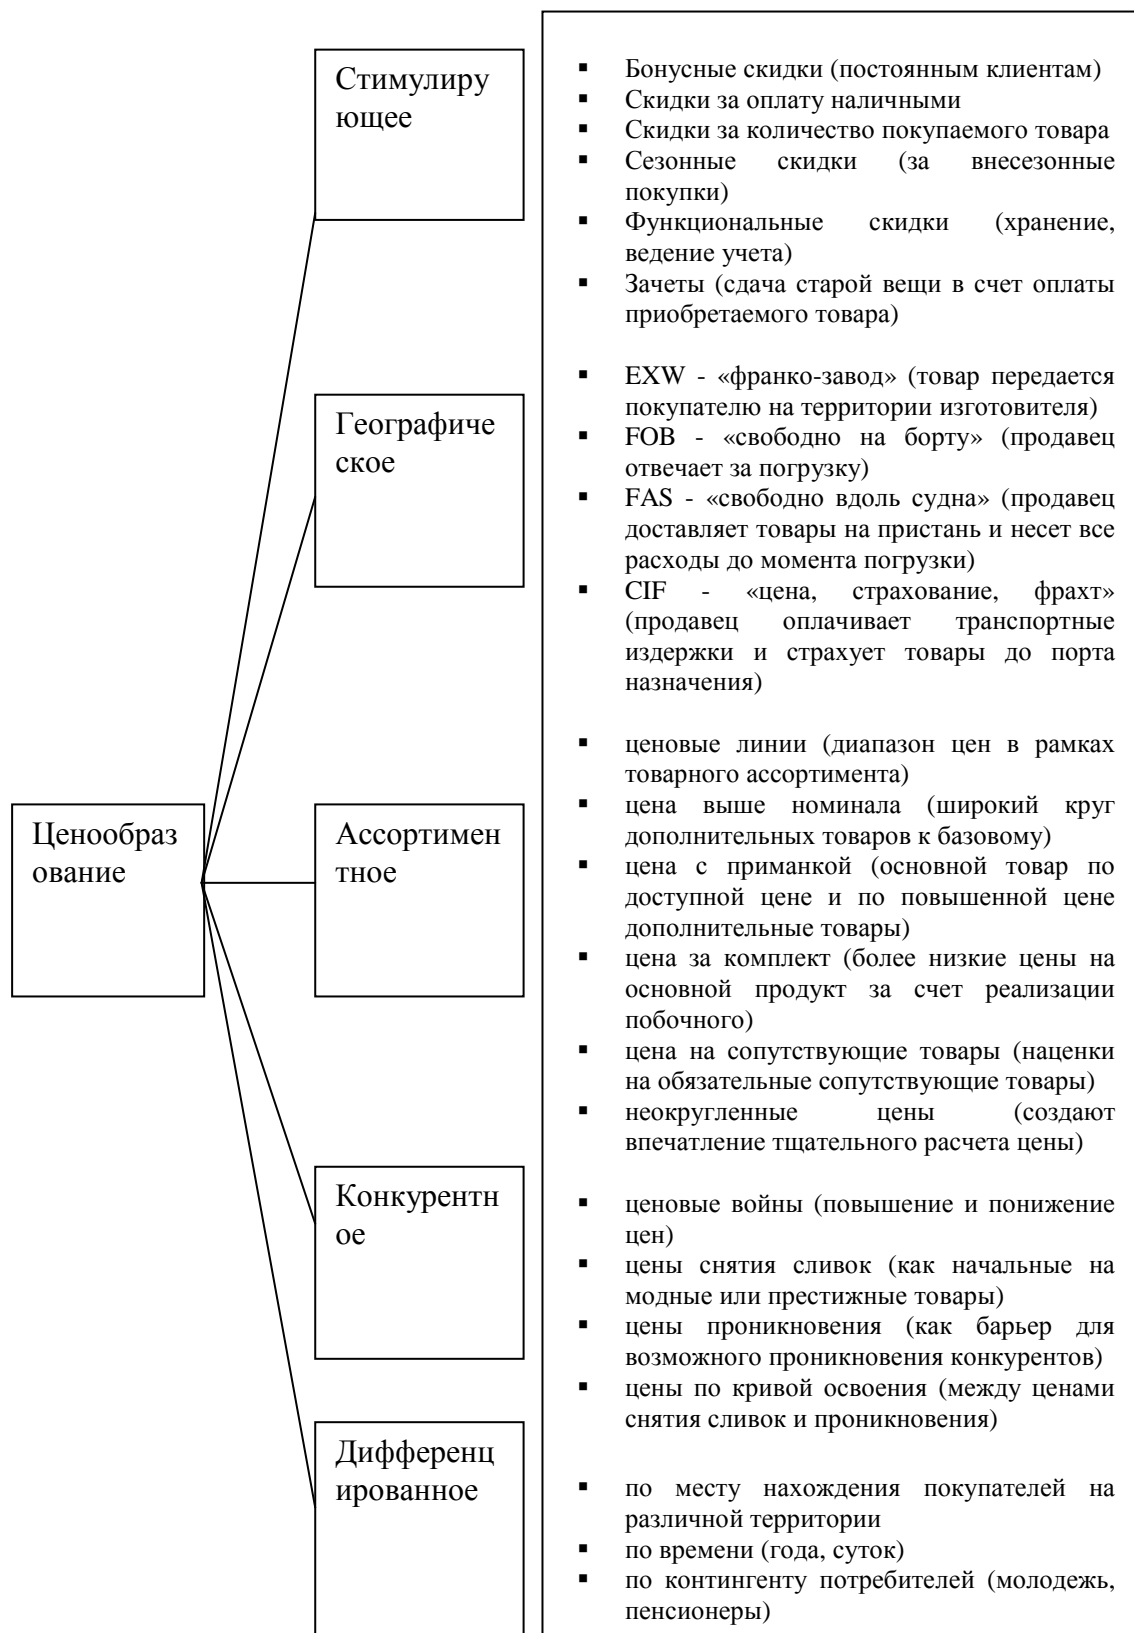 Ценообраз
ование
Стимулиру
ющее
▪ Бонусные скидки (постоянным клиентам)
▪ Скидки за оплату наличными
▪ Скидки за количество покупаемого товара
▪ Сезонные скидки (за внесезонные
покупки)
▪ Функциональные скидки (хранение,
ведение учета)
▪ Зачеты (сдача старой вещи в счет оплаты
приобретаемого товара)
Географиче
ское
▪ EXW - «франко-завод» (товар передается
покупателю на территории изготовителя)
▪ FOB - «свободно на борту» (продавец
отвечает за погрузку)
▪ FAS - «свободно вдоль судна» (продавец
доставляет товары на пристань и несет все
расходы до момента погрузки)
▪ CIF - «цена, страхование, фрахт»
(продавец оплачивает транспортные
издержки и страхует товары до порта
назначения)
Ассортимен
тное
▪ ценовые линии (диапазон цен в рамках
товарного ассортимента)
▪ цена выше номинала (широкий круг
дополнительных товаров к базовому)
▪ цена с приманкой (основной товар по
доступной цене и по повышенной цене
дополнительные товары)
▪ цена за комплект (более низкие цены на
основной продукт за счет реализации
побочного)
▪ цена на сопутствующие товары (наценки
на обязательные сопутствующие товары)
▪ неокругленные цены (создают
впечатление тщательного расчета цены)
Конкурентн
ое
▪ ценовые войны (повышение и понижение
цен)
▪ цены снятия сливок (как начальные на
модные или престижные товары)
▪ цены проникновения (как барьер для
возможного проникновения конкурентов)
▪ цены по кривой освоения (между ценами
снятия сливок и проникновения)
Дифференц
ированное
▪ по месту нахождения покупателей на
различной территории
▪ по времени (года, суток)
▪ по контингенту потребителей (молодежь,
пенсионеры)